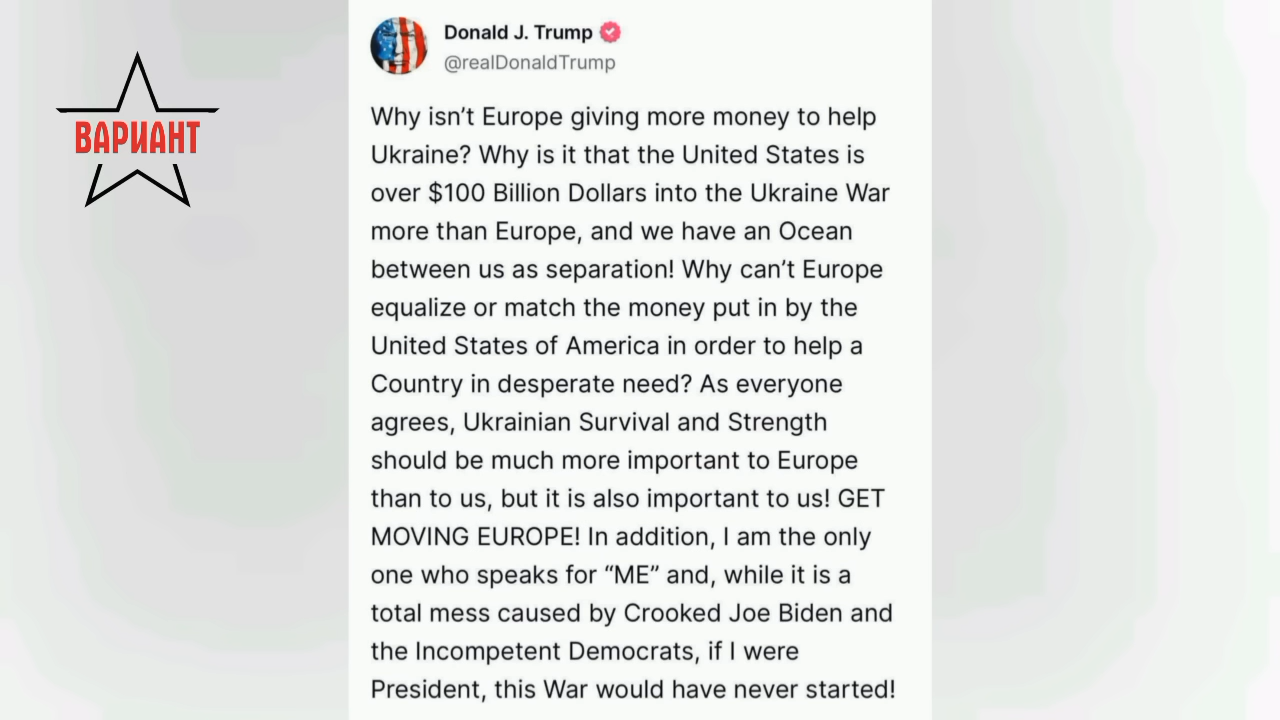 ВАРИАНТ
Donald J. Trump
@realDonaldTrump
Why isn’t Europe giving more money to help
Ukraine? Why is it that the United States is
over $100 Billion Dollars into the Ukraine War
more than Europe, and we have an Ocean
between us as separation! Why can’t Europe
equalize or match the money put in by the
United States of America in order to help a
Country in desperate need? As everyone
agrees, Ukrainian Survival and Strength
should be much more important to Europe
than to us, but it is also important to us! GET
MOVING EUROPE! In addition, I am the only
one who speaks for “ME” and, while it is a
total mess caused by Crooked Joe Biden and
the Incompetent Democrats, if I were
President, this War would have never started!